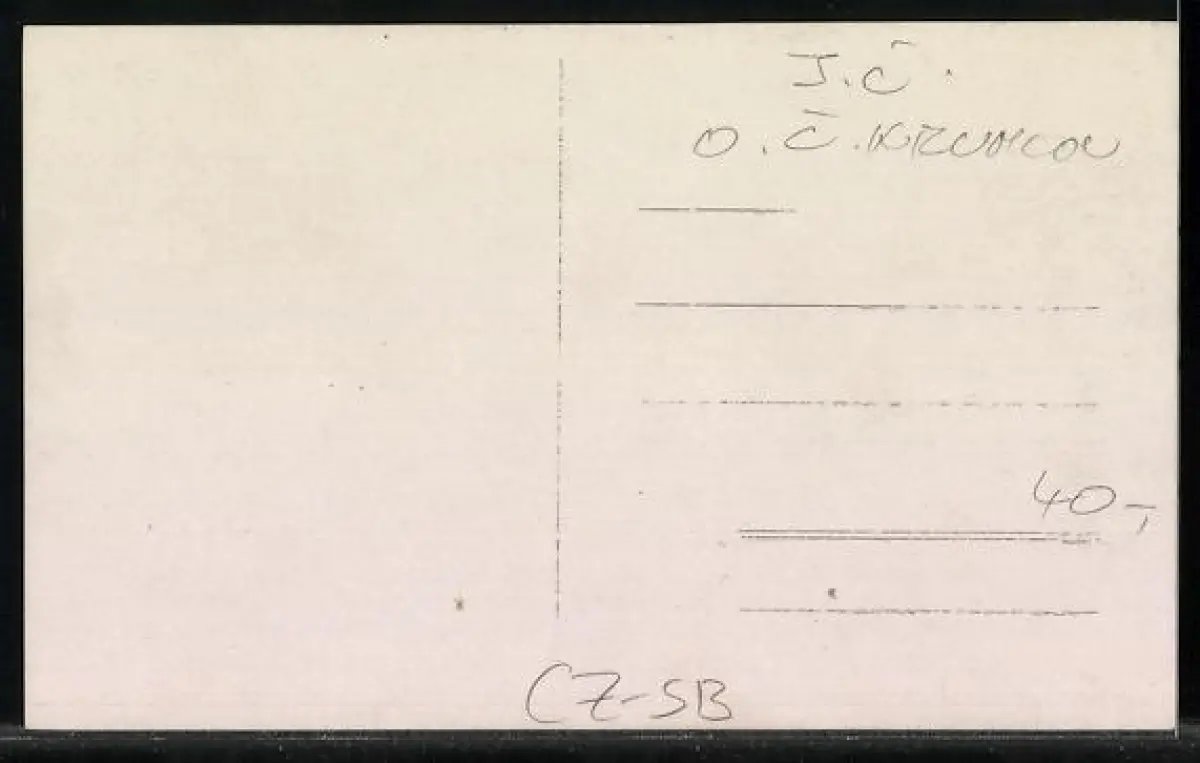 J.Č.
O.Č. KRUMLOV
40,-
CZ-SB